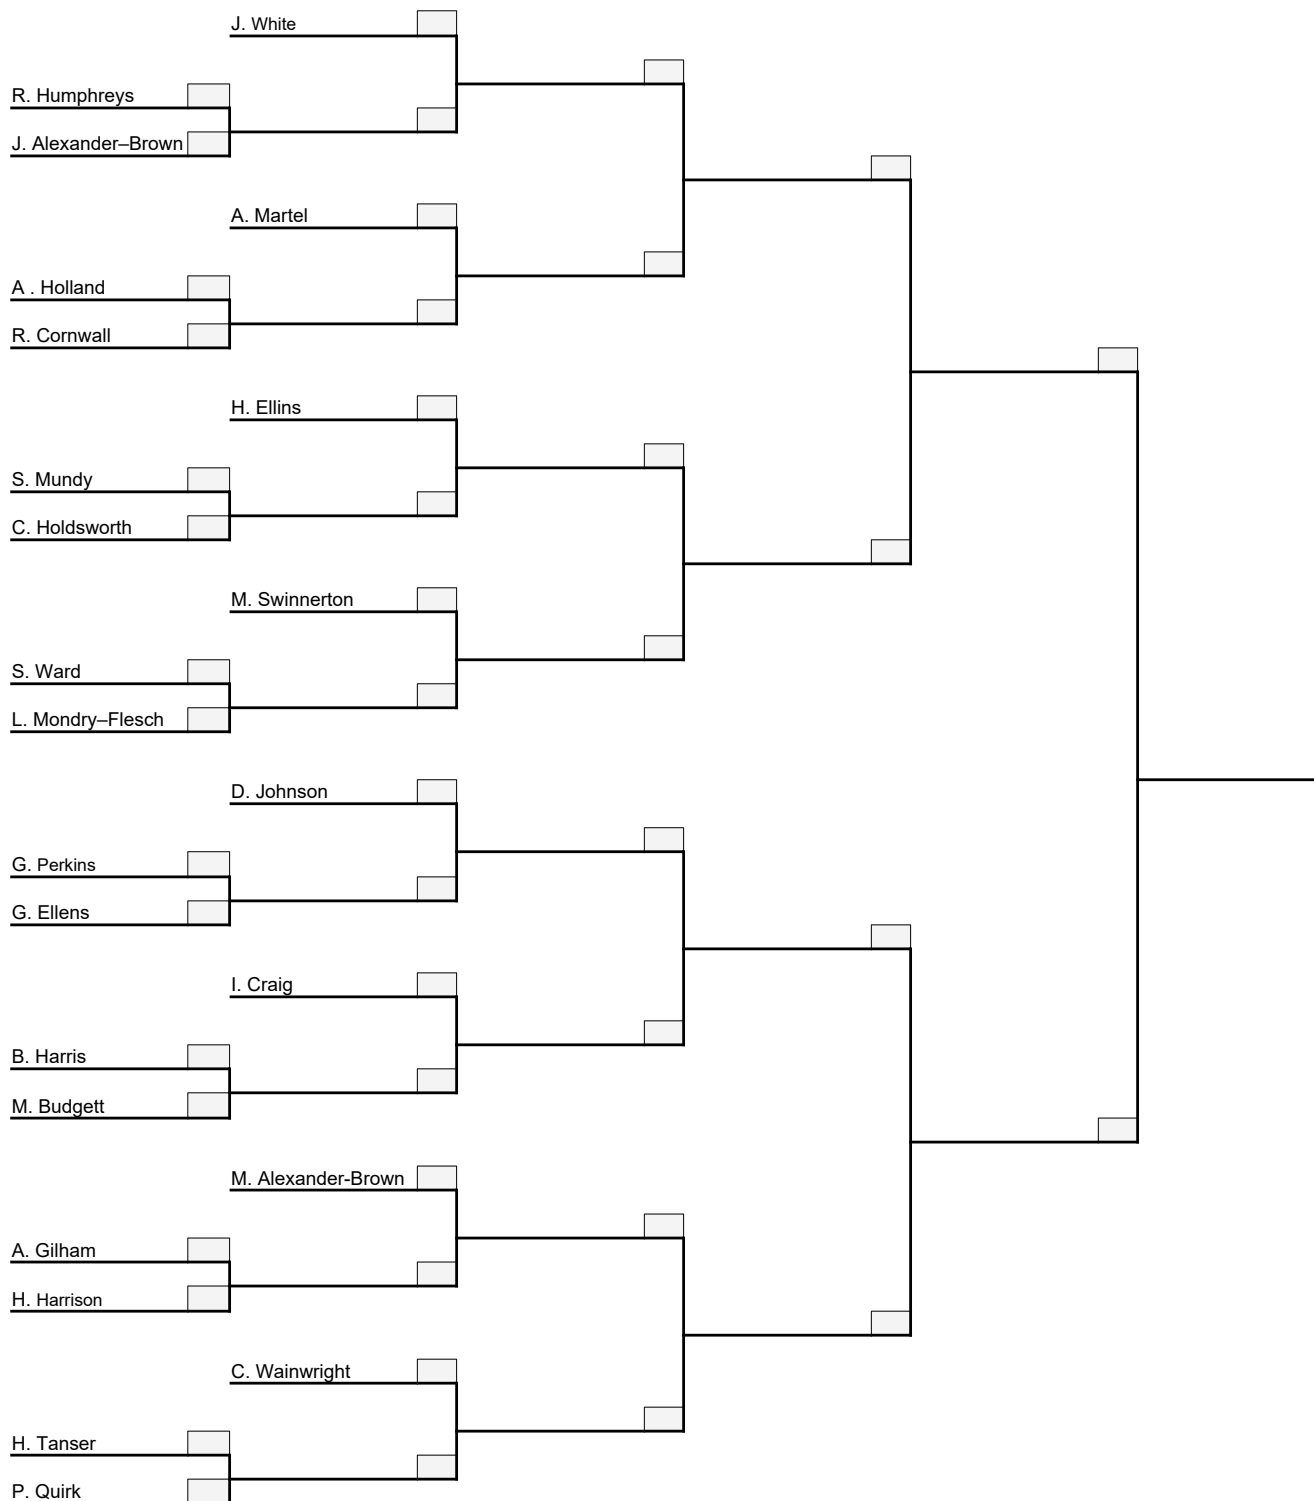 J. White
R. Humphreys
J. Alexander–Brown
A. Martel
A . Holland
R. Cornwall
H. Ellins
S. Mundy
C. Holdsworth
M. Swinnerton
S. Ward
L. Mondry–Flesch
D. Johnson
G. Perkins
G. Ellens
I. Craig
B. Harris
M. Budgett
M. Alexander-Brown
A. Gilham
H. Harrison
C. Wainwright
H. Tanser
P. Quirk